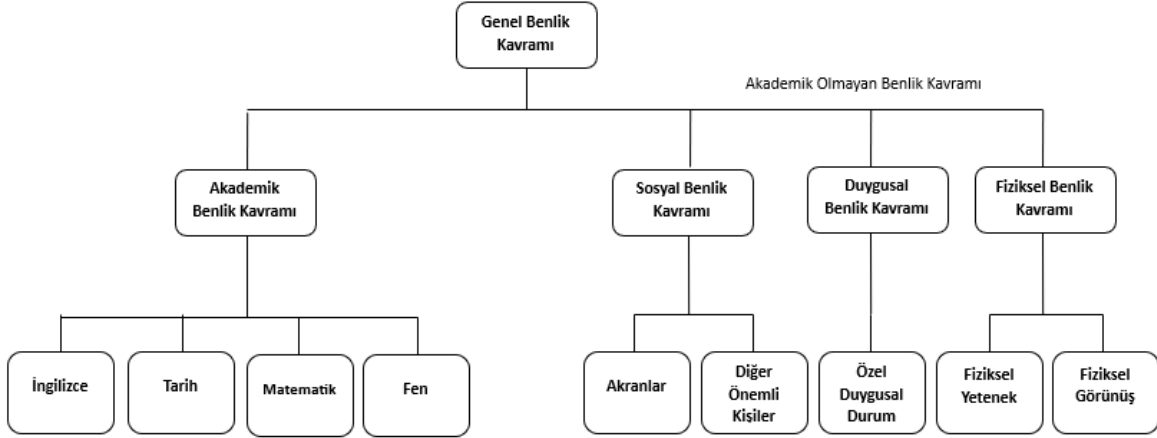 Genel Benlik
Kavramı
Akademik Olmayan Benlik Kavramı
Akademik
Benlik Kavramı
Sosyal Benlik
Kavramı
Duygusal
Benlik Kavramı
Fiziksel Benlik
Kavramı
İngilizce
Tarih
Matematik
Fen
Akranlar
Diğer
Önemli
Kişiler
Özel
Duygusal
Durum
Fiziksel
Yetenek
Fiziksel
Görünüş